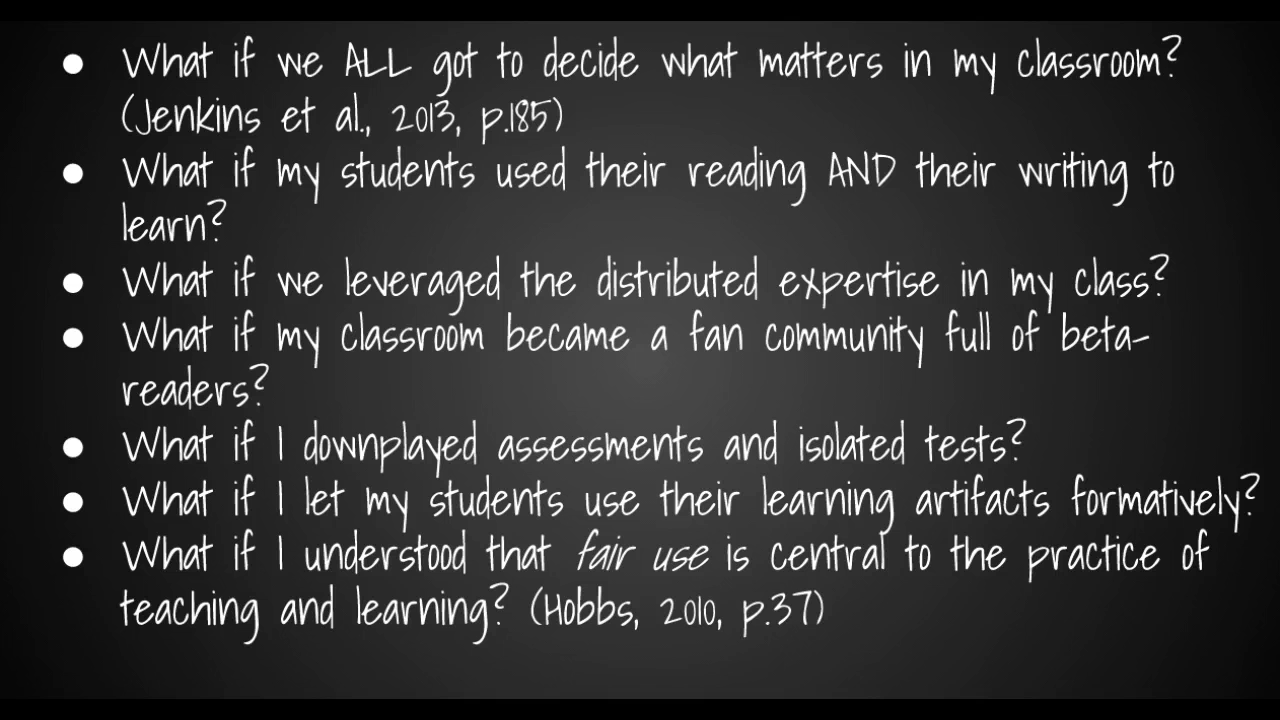 ● What if we ALL got to decide what matters in my classroom?
(Jenkins et al., 2013, p.185)
● What if my students used their reading AND their writing to
learn?
● What if we leveraged the distributed expertise in my class?
● What if my classroom became a fan community full of beta-
readers?
● What if I downplayed assessments and isolated tests?
● What if I let my students use their learning artifacts formatively?
● What if I understood that fair use is central to the practice of
teaching and learning? (Hobbs, 2010, p.37)